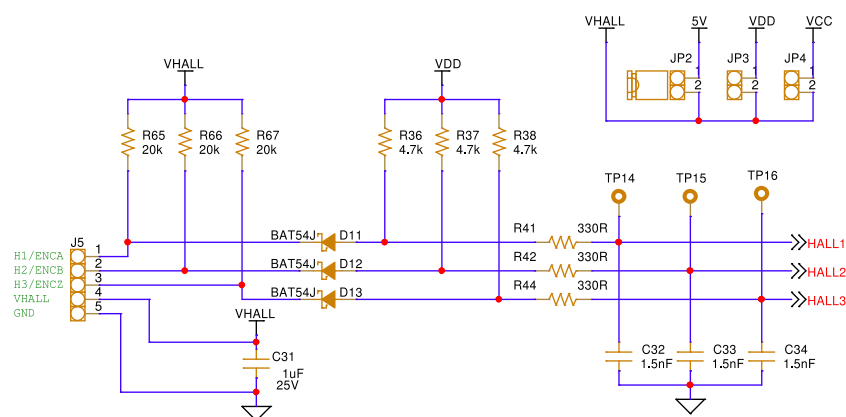 VHALL 5V VDD VCC
JP2 JP3 JP4
1 1 1
2 2 2
VHALL VDD
R65 R66 R67 R36 R37 R38
20k 20k 20k 4.7k 4.7k 4.7k
TP14 TP15 TP16
J5
BAT54J D11 R41 330R
H1/ENCA 1 HALL1
BAT54J D12 R42 330R
H2/ENCB 2 HALL2
H3/ENCZ 3
BAT54J D13 R44 330R
VHALL 4 HALL3
GND 5
VHALL
C31
1uF
25V
C32 C33 C34
1.5nF 1.5nF 1.5nF